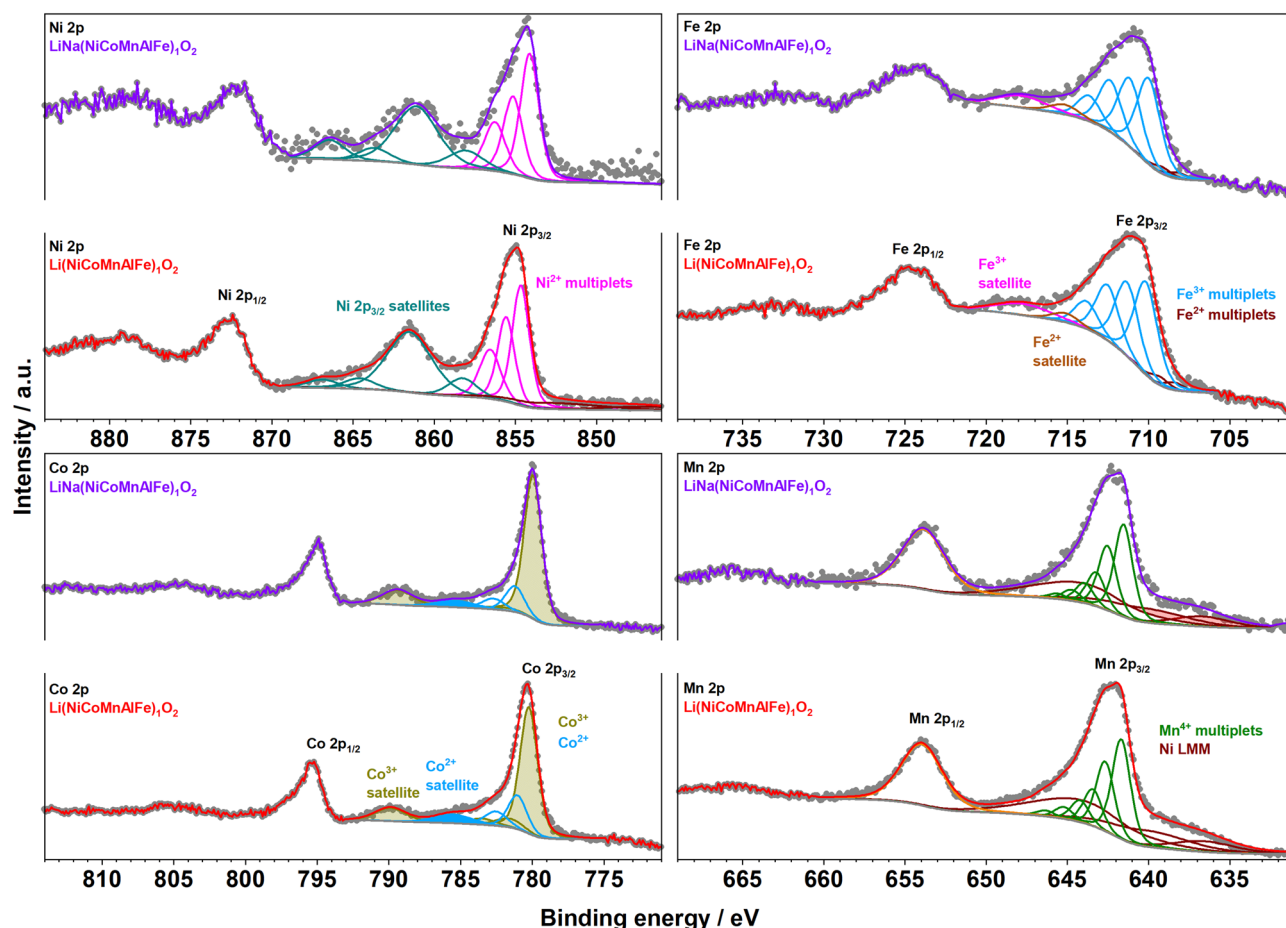 Intensity / a.u.
Ni 2p
LiNa(NiCoMnAlFe)₁O₂
Ni 2p
Li(NiCoMnAlFe)₁O₂
Ni 2p₁/₂
Ni 2p₃/₂ satellites
Ni 2p₃/₂
Ni²⁺ multiplets
880 875 870 865 860 855 850
Fe 2p
LiNa(NiCoMnAlFe)₁O₂
Fe 2p
Li(NiCoMnAlFe)₁O₂
Fe 2p₁/₂
Fe³⁺
satellite
Fe²⁺
satellite
Fe 2p₃/₂
Fe³⁺ multiplets
Fe²⁺ multiplets
735 730 725 720 715 710 705
Co 2p
LiNa(NiCoMnAlFe)₁O₂
Co 2p
Li(NiCoMnAlFe)₁O₂
Co 2p₁/₂
Co³⁺
satellite
Co²⁺
satellite
Co 2p₃/₂
Co³⁺
Co²⁺
810 805 800 795 790 785 780 775
Mn 2p
LiNa(NiCoMnAlFe)₁O₂
Mn 2p
Li(NiCoMnAlFe)₁O₂
Mn 2p₁/₂
Mn 2p₃/₂
Mn⁴⁺ multiplets
Ni LMM
665 660 655 650 645 640 635
Binding energy / eV